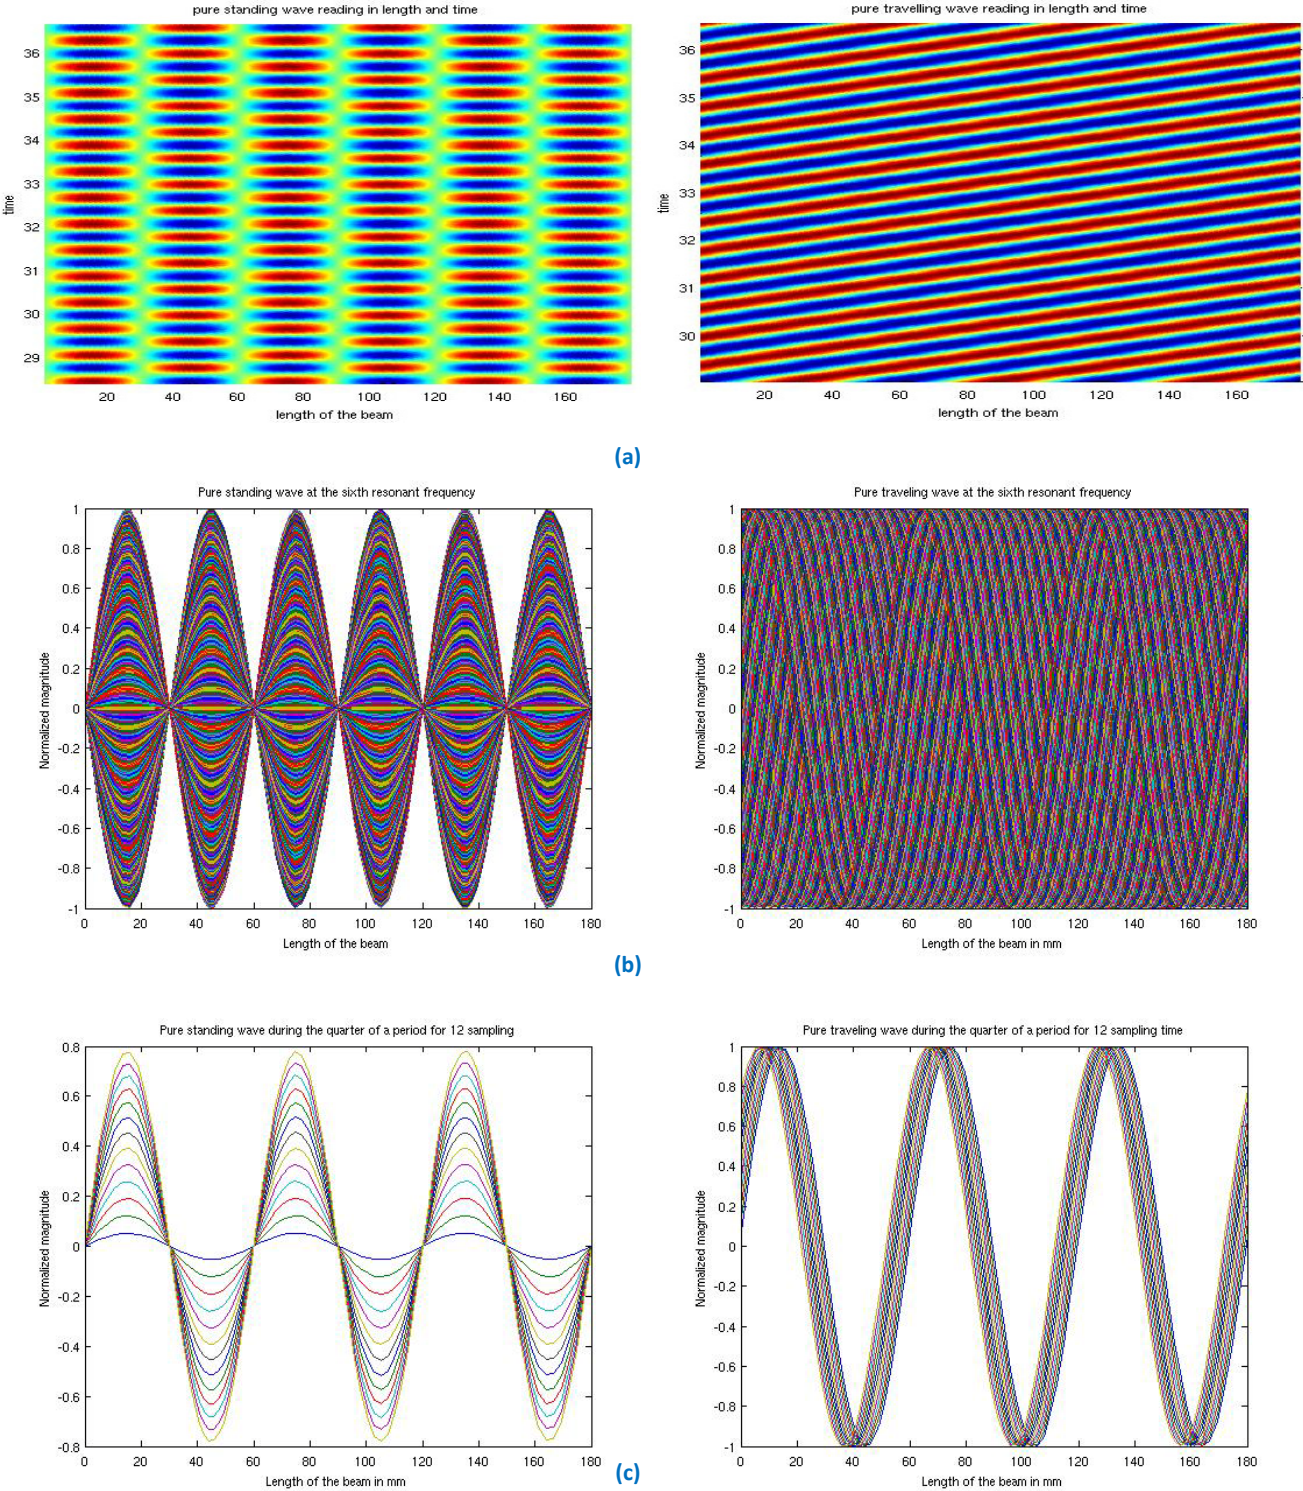 pure standing wave reading in length and time
pure travelling wave reading in length and time
time
36
35
34
33
32
31
30
29
20 40 60 80 100 120 140 160
length of the beam
time
36
35
34
33
32
31
30
20 40 60 80 100 120 140 160
length of the beam
(a)
Pure standing wave at the sixth resonant frequency
Normalized magnitude
1
0.8
0.6
0.4
0.2
0
-0.2
-0.4
-0.6
-0.8
-1
0 20 40 60 80 100 120 140 160 180
Length of the beam
Pure traveling wave at the sixth resonant frequency
Normalized magnitude
1
0.8
0.6
0.4
0.2
0
-0.2
-0.4
-0.6
-0.8
-1
0 20 40 60 80 100 120 140 160 180
Length of the beam in mm
(b)
Pure standing wave during the quarter of a period for 12 sampling
Normalized magnitude
0.8
0.6
0.4
0.2
0
-0.2
-0.4
-0.6
-0.8
0 20 40 60 80 100 120 140 160 180
Length of the beam in mm
Pure traveling wave during the quarter of a period for 12 sampling time
Normalized magnitude
1
0.8
0.6
0.4
0.2
0
-0.2
-0.4
-0.6
-0.8
-1
0 20 40 60 80 100 120 140 160 180
Length of the beam in mm
(c)